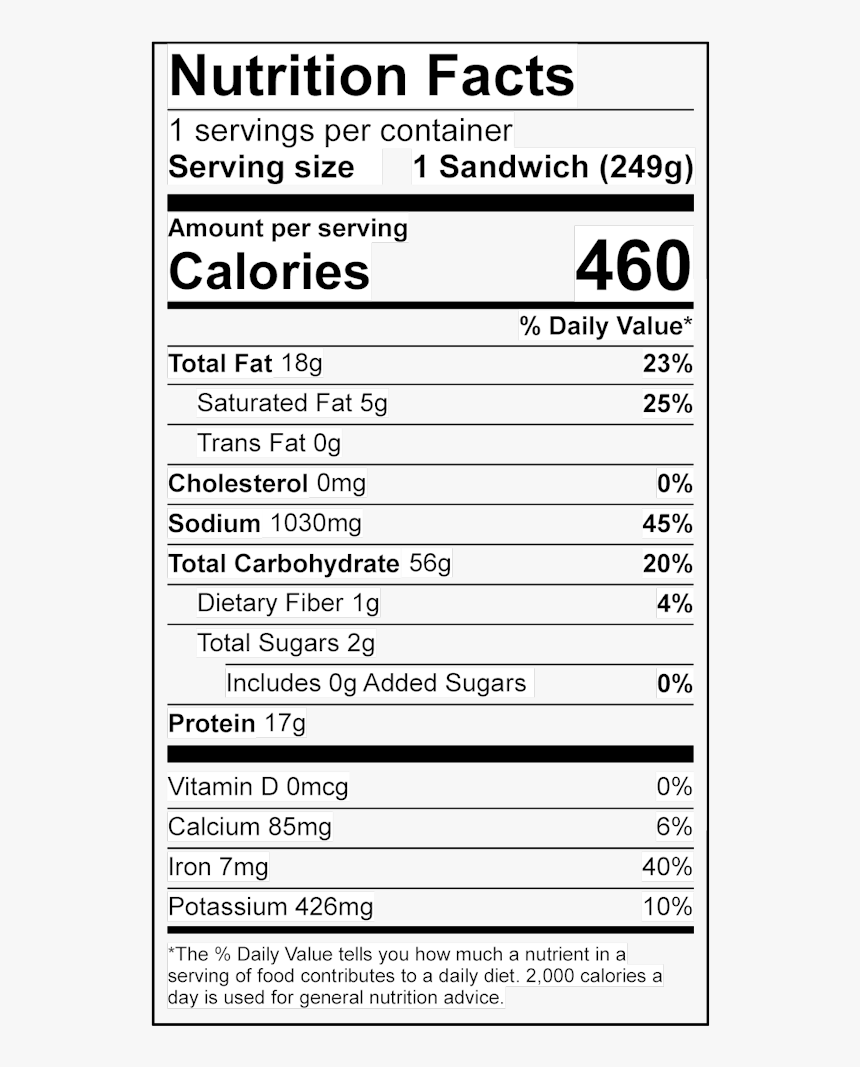 Nutrition Facts
1 servings per container
Serving size 1 Sandwich (249g)
Amount per serving
Calories 460
% Daily Value*
Total Fat 18g 23%
Saturated Fat 5g 25%
Trans Fat 0g
Cholesterol 0mg 0%
Sodium 1030mg 45%
Total Carbohydrate 56g 20%
Dietary Fiber 1g 4%
Total Sugars 2g
Includes 0g Added Sugars 0%
Protein 17g
Vitamin D 0mcg 0%
Calcium 85mg 6%
Iron 7mg 40%
Potassium 426mg 10%
*The % Daily Value tells you how much a nutrient in a
serving of food contributes to a daily diet. 2,000 calories a
day is used for general nutrition advice.